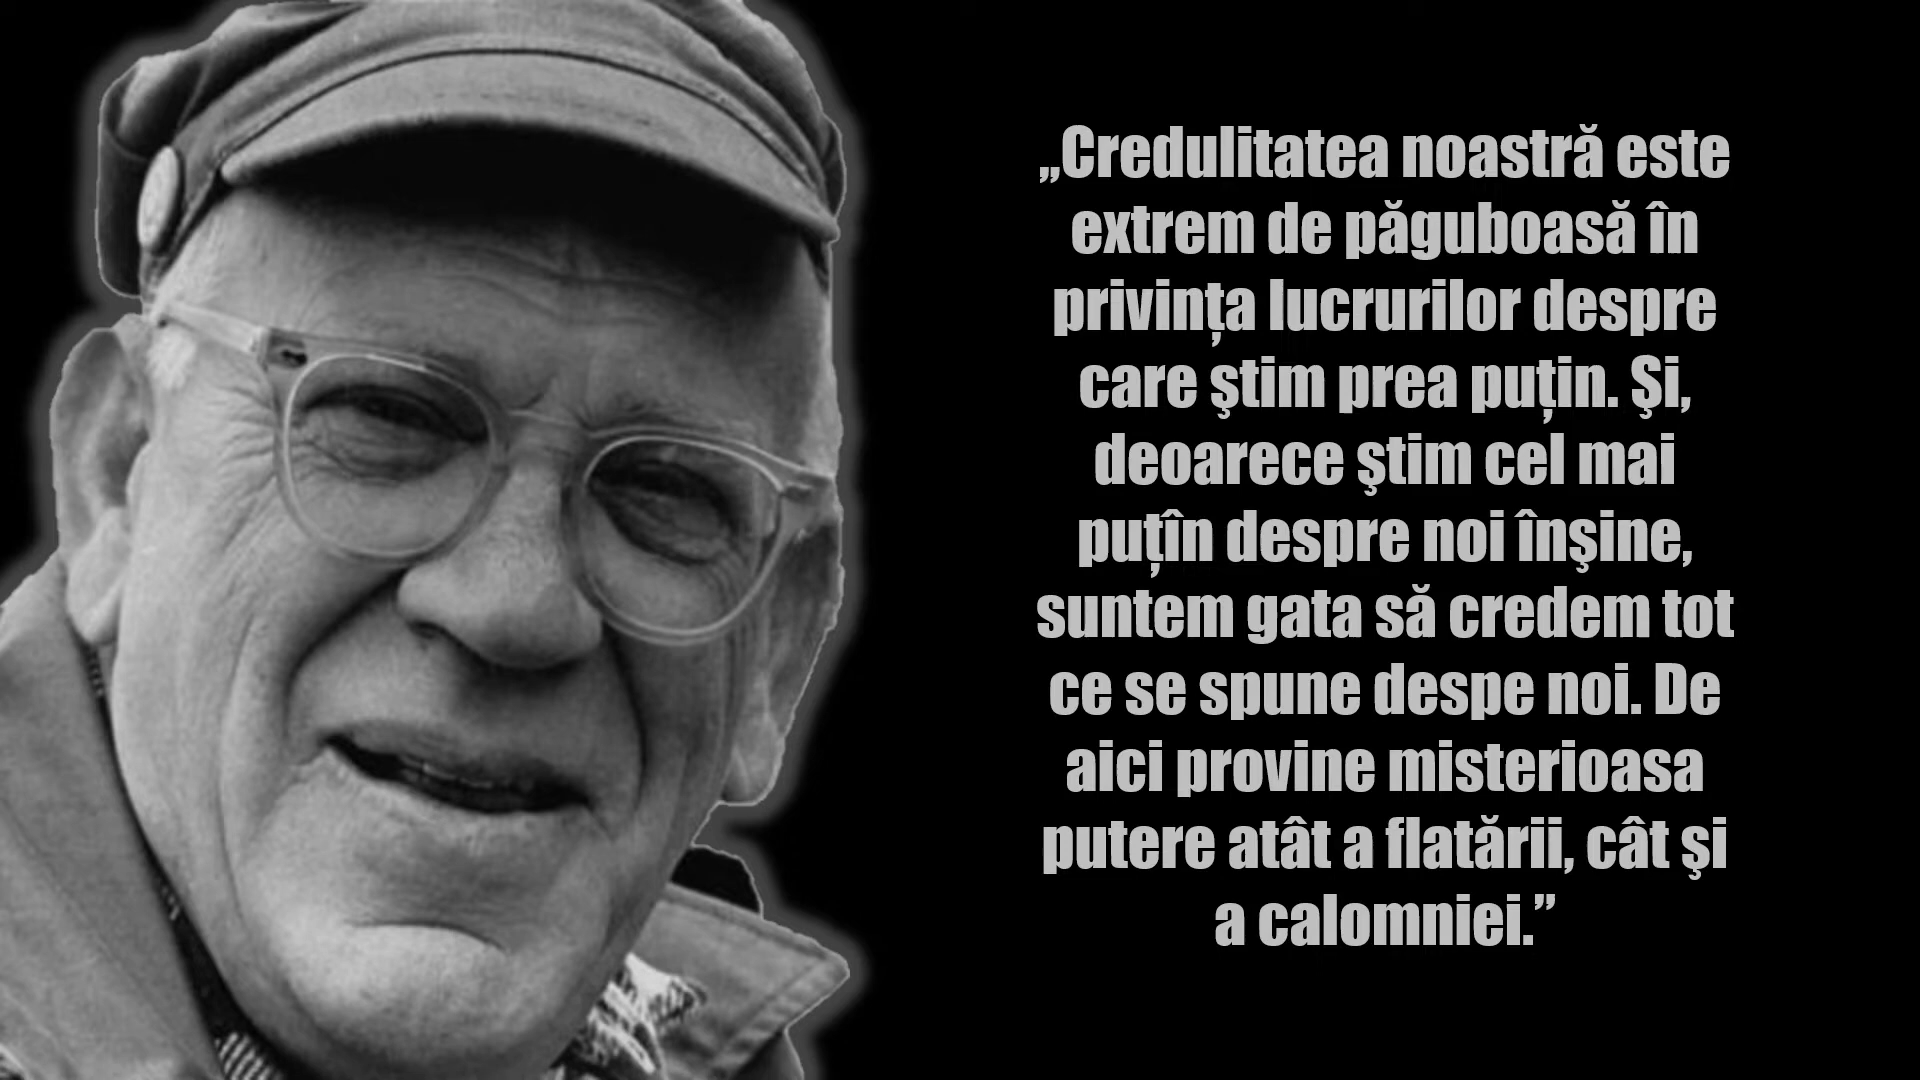 „Credulitatea noastră este
extrem de păguboasă în
privința lucrurilor despre
care ştim prea puțin. Şi,
deoarece ştim cel mai
puțîn despre noi înşine,
suntem gata să credem tot
ce se spune despe noi. De
aici provine misterioasa
putere atât a flatării, cât şi
a calomniei.”